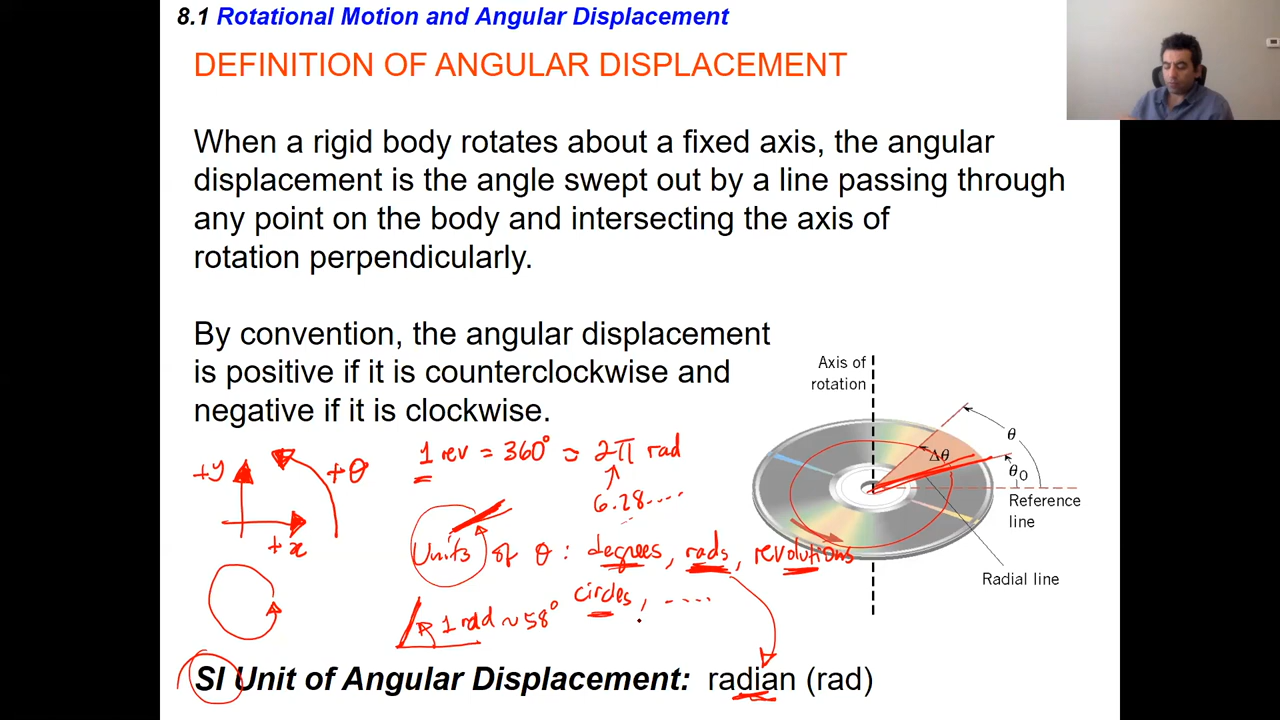 8.1 Rotational Motion and Angular Displacement
DEFINITION OF ANGULAR DISPLACEMENT
When a rigid body rotates about a fixed axis, the angular
displacement is the angle swept out by a line passing through
any point on the body and intersecting the axis of
rotation perpendicularly.
By convention, the angular displacement
is positive if it is counterclockwise and
negative if it is clockwise.
Axis of
rotation
θ
Δθ
θ₀
Reference
line
Radial line
+y
+θ
+x
1 rev = 360° = 2π rad
6.28....
Units of θ : degrees, rads, revolutions
circles, ....
1 rad ~ 58°
SI Unit of Angular Displacement: radian (rad)